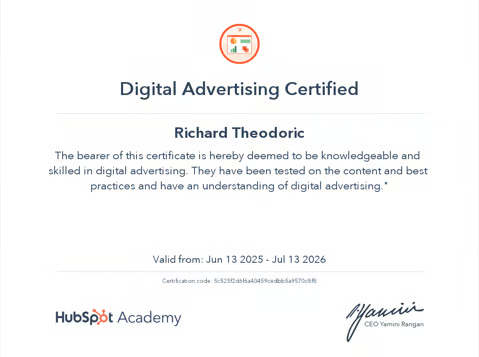 Digital Advertising Certified
Richard Theodoric
The bearer of this certificate is hereby deemed to be knowledgeable and
skilled in digital advertising. They have been tested on the content and best
practices and have an understanding of digital advertising.*
Valid from: Jun 13 2025 - Jul 13 2026
Certification code:
HubSpot Academy
Yamini
CEO Yamini Rangan